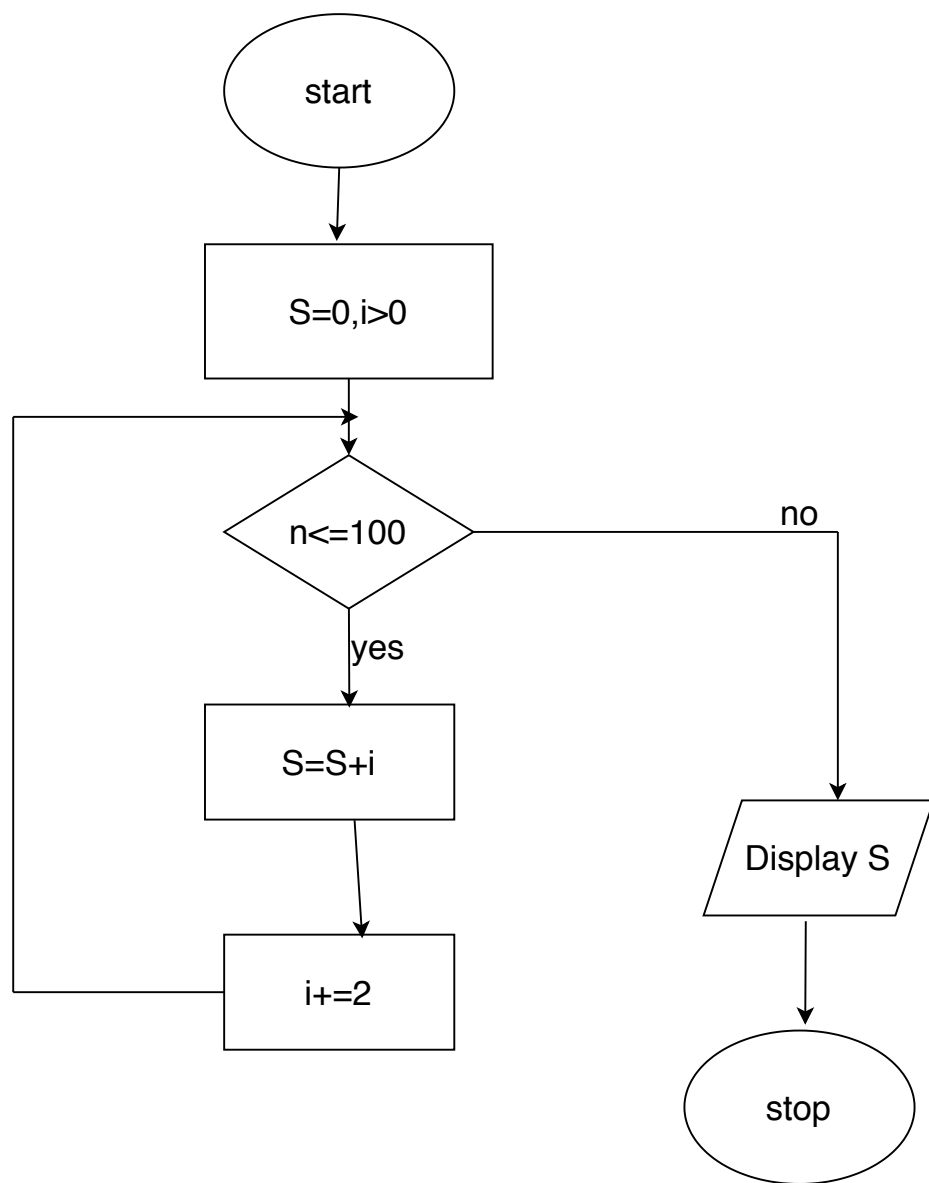 start
S=0,i>0
n<=100
no
yes
S=S+i
Display S
i+=2
stop